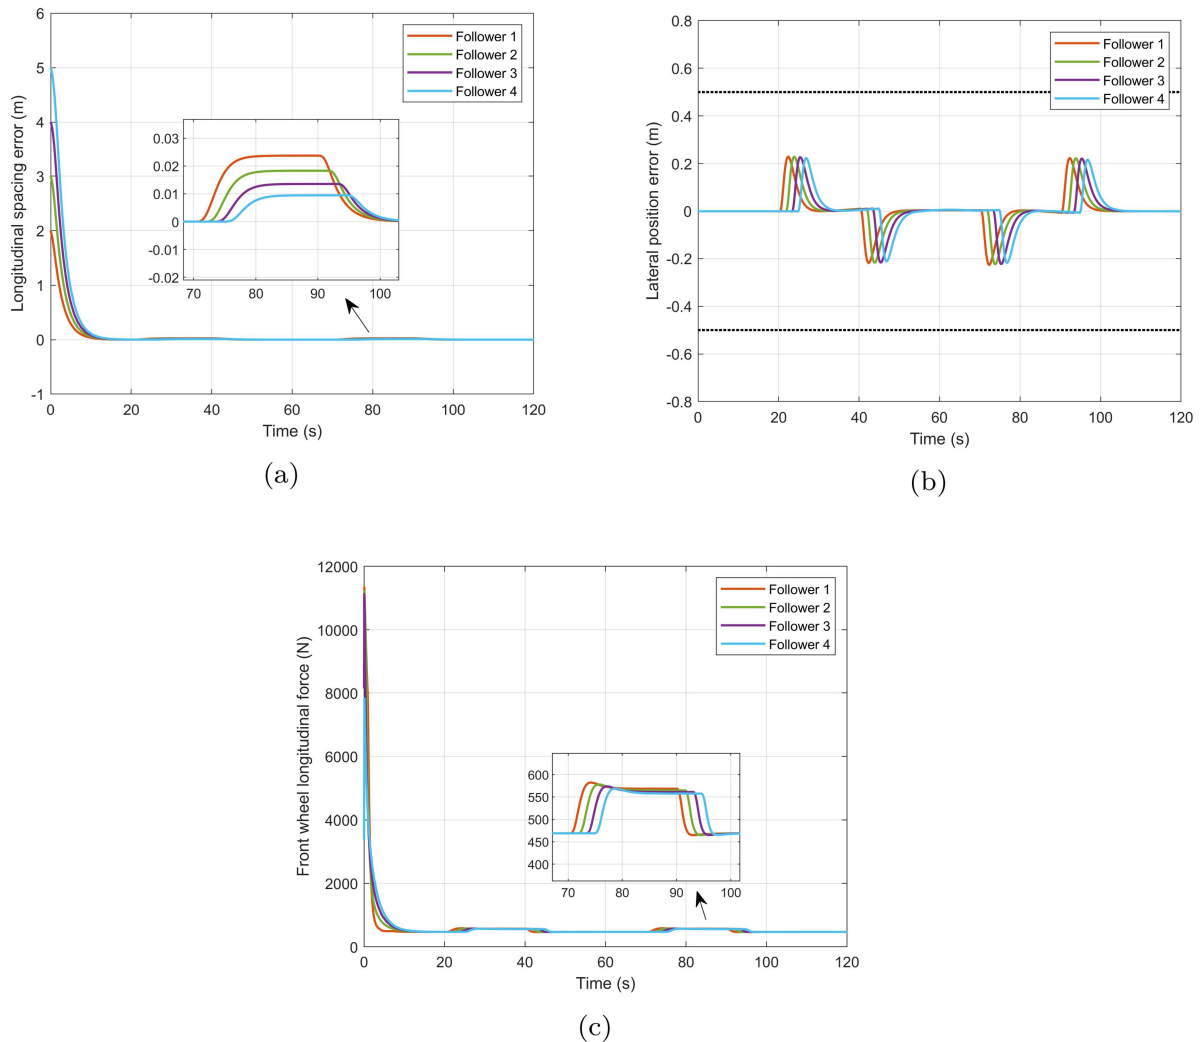 6
5
4
3
2
1
0
-1
Longitudinal spacing error (m)
Follower 1
Follower 2
Follower 3
Follower 4
0.03
0.02
0.01
0
-0.01
-0.02
70 80 90 100
0 20 40 60 80 100 120
Time (s)
(a)
0.8
0.6
0.4
0.2
0
-0.2
-0.4
-0.6
-0.8
Lateral position error (m)
Follower 1
Follower 2
Follower 3
Follower 4
0 20 40 60 80 100 120
Time (s)
(b)
12000
10000
8000
6000
4000
2000
0
Front wheel longitudinal force (N)
Follower 1
Follower 2
Follower 3
Follower 4
600
550
500
450
400
70 80 90 100
0 20 40 60 80 100 120
Time (s)
(c)